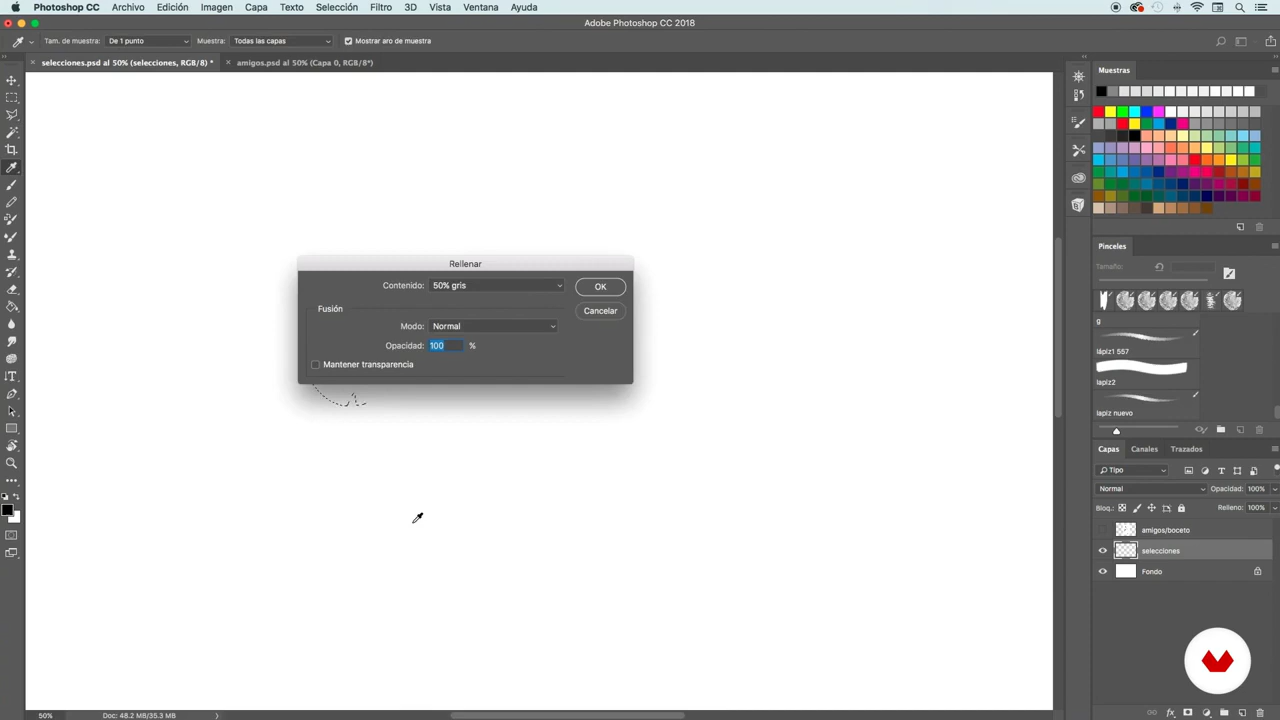 Photoshop CC Archivo Edición Imagen Capa Texto Selección Filtro 3D Vista Ventana Ayuda
Adobe Photoshop CC 2018
Tam. de muestra: De 1 punto Muestra: Todas las capas Mostrar aro de muestra
selecciones.psd al 50% (selecciones, RGB/8) * amigos.psd al 50% (Capa 0, RGB/8*)
Muestras
Rellenar
Contenido: 50% gris OK
Fusión Cancelar
Modo: Normal
Opacidad: 100 %
Mantener transparencia
Pinceles
Tamaño:
g
lápiz1 557
lapiz2
lapiz nuevo
Capas Canales Trazados
Tipo
Normal Opacidad: 100%
Bloq.: Relleno: 100%
amigos/boceto
selecciones
Fondo
50% Doc: 48.2 MB/35.3 MB